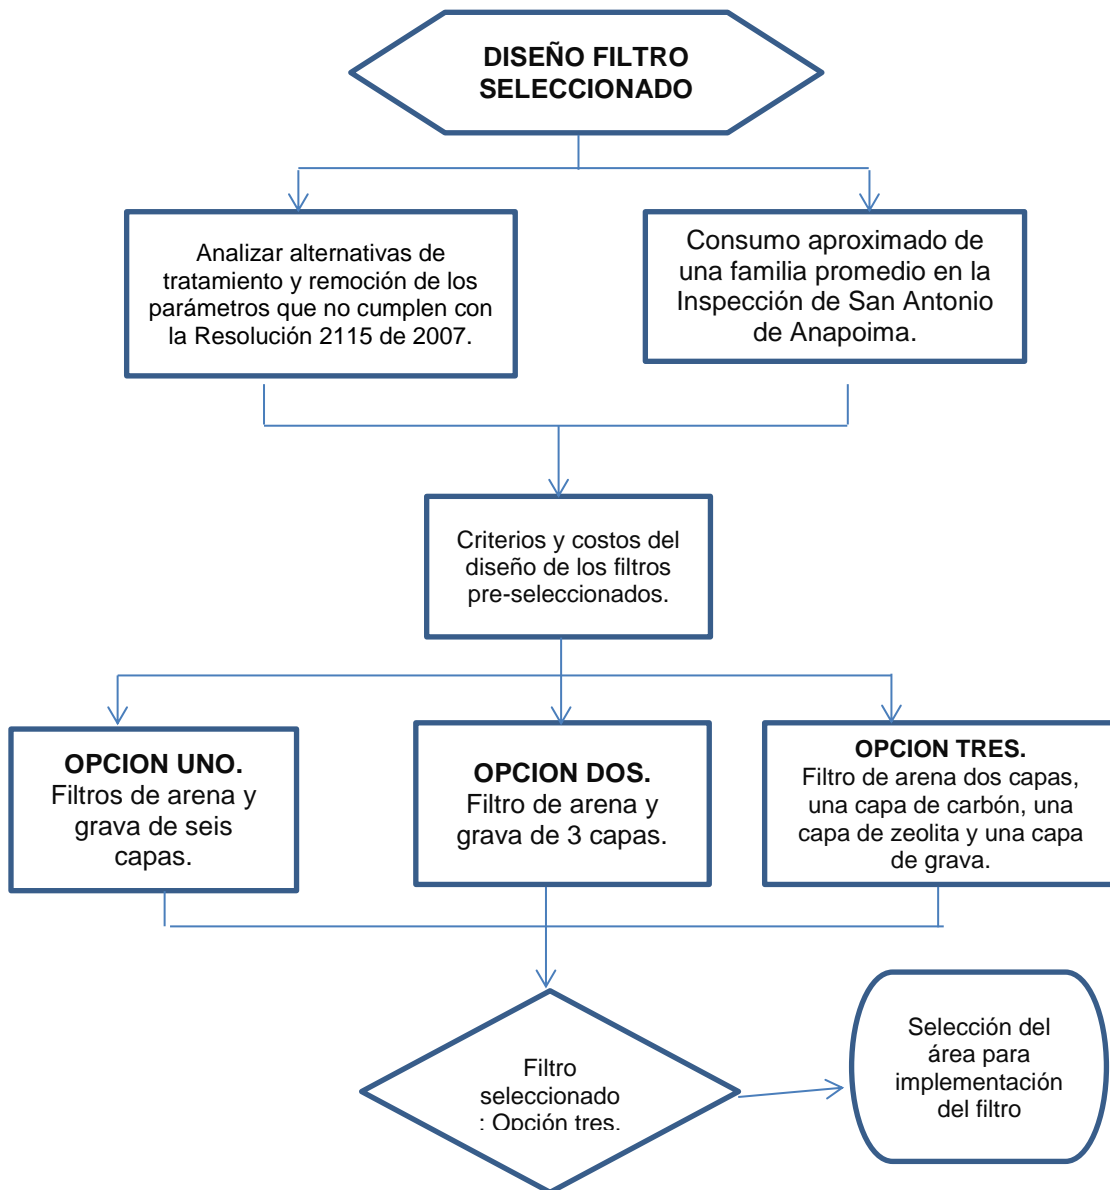 DISEÑO FILTRO
SELECCIONADO
Analizar alternativas de
tratamiento y remoción de los
parámetros que no cumplen con
la Resolución 2115 de 2007.
Consumo aproximado de
una familia promedio en la
Inspección de San Antonio
de Anapoima.
Criterios y costos del
diseño de los filtros
pre-seleccionados.
OPCION UNO.
Filtros de arena y
grava de seis
capas.
OPCION DOS.
Filtro de arena y
grava de 3 capas.
OPCION TRES.
Filtro de arena dos capas,
una capa de carbón, una
capa de zeolita y una capa
de grava.
Filtro
seleccionado
: Opción tres.
Selección del
área para
implementación
del filtro